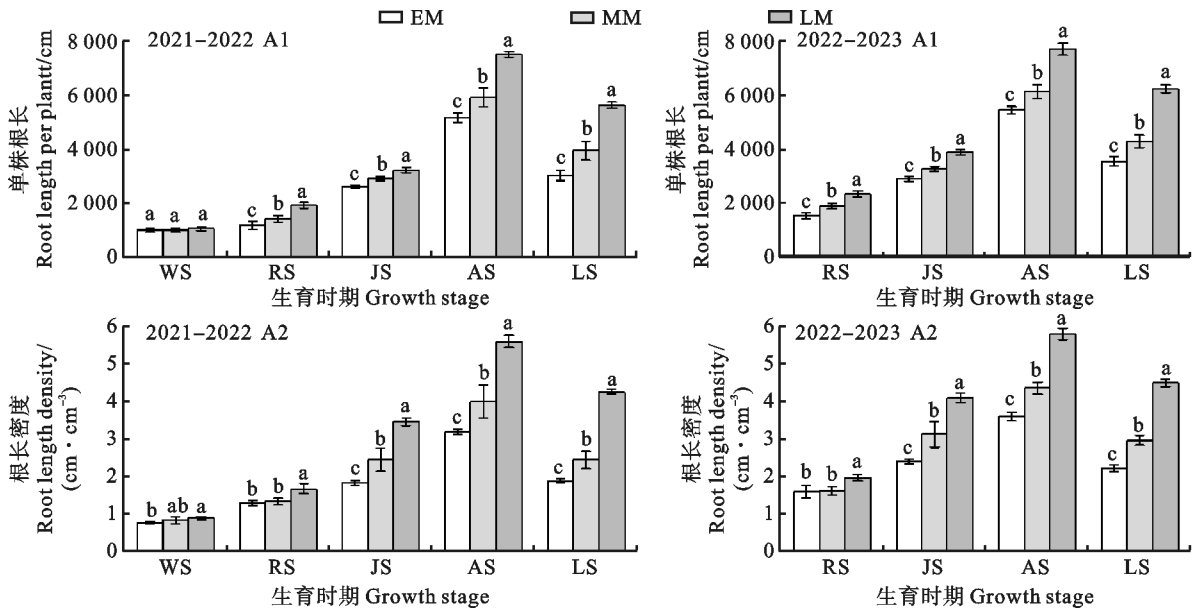 EM MM LM
2021-2022 A1
单株根长
Root length per plantt/cm
8 000
6 000
4 000
2 000
0
a a a
c b a
c b a
c b a
c b a
WS RS JS AS LS
生育时期 Growth stage
2022-2023 A1
单株根长
Root length per plantt/cm
8 000
6 000
4 000
2 000
0
c b a
c b a
c b a
c b a
RS JS AS LS
生育时期 Growth stage
2021-2022 A2
根长密度
Root length density/
(cm·cm⁻³)
6
5
4
3
2
1
0
b ab a
b b a
c b a
c b a
c b a
WS RS JS AS LS
生育时期 Growth stage
2022-2023 A2
根长密度
Root length density/
(cm·cm⁻³)
6
5
4
3
2
1
0
b b a
c b a
c b a
c b a
RS JS AS LS
生育时期 Growth stage